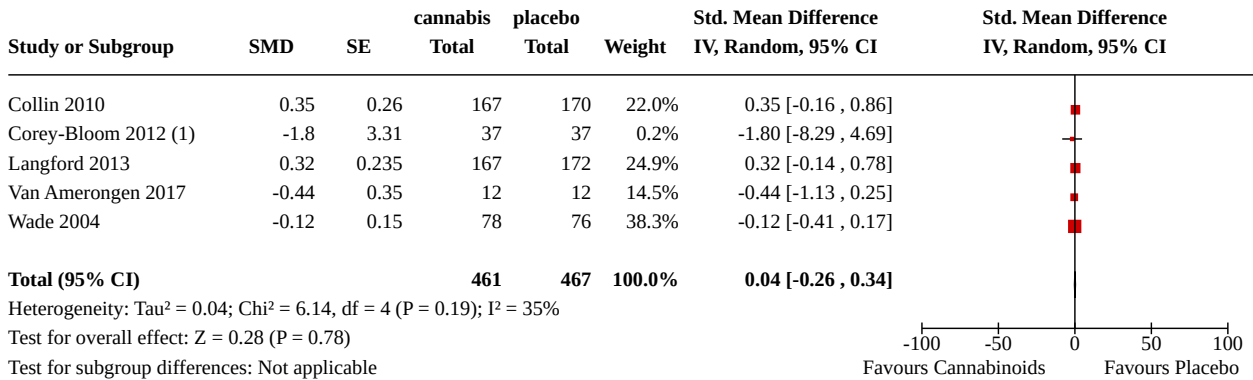 cannabis placebo Std. Mean Difference Std. Mean Difference
Study or Subgroup SMD SE Total Total Weight IV, Random, 95% CI IV, Random, 95% CI
Collin 2010 0.35 0.26 167 170 22.0% 0.35 [-0.16 , 0.86]
Corey-Bloom 2012 (1) -1.8 3.31 37 37 0.2% -1.80 [-8.29 , 4.69]
Langford 2013 0.32 0.235 167 172 24.9% 0.32 [-0.14 , 0.78]
Van Amerongen 2017 -0.44 0.35 12 12 14.5% -0.44 [-1.13 , 0.25]
Wade 2004 -0.12 0.15 78 76 38.3% -0.12 [-0.41 , 0.17]
Total (95% CI) 461 467 100.0% 0.04 [-0.26 , 0.34]
Heterogeneity: Tau² = 0.04; Chi² = 6.14, df = 4 (P = 0.19); I² = 35%
Test for overall effect: Z = 0.28 (P = 0.78)
-100 -50 0 50 100
Test for subgroup differences: Not applicable
Favours Cannabinoids Favours Placebo